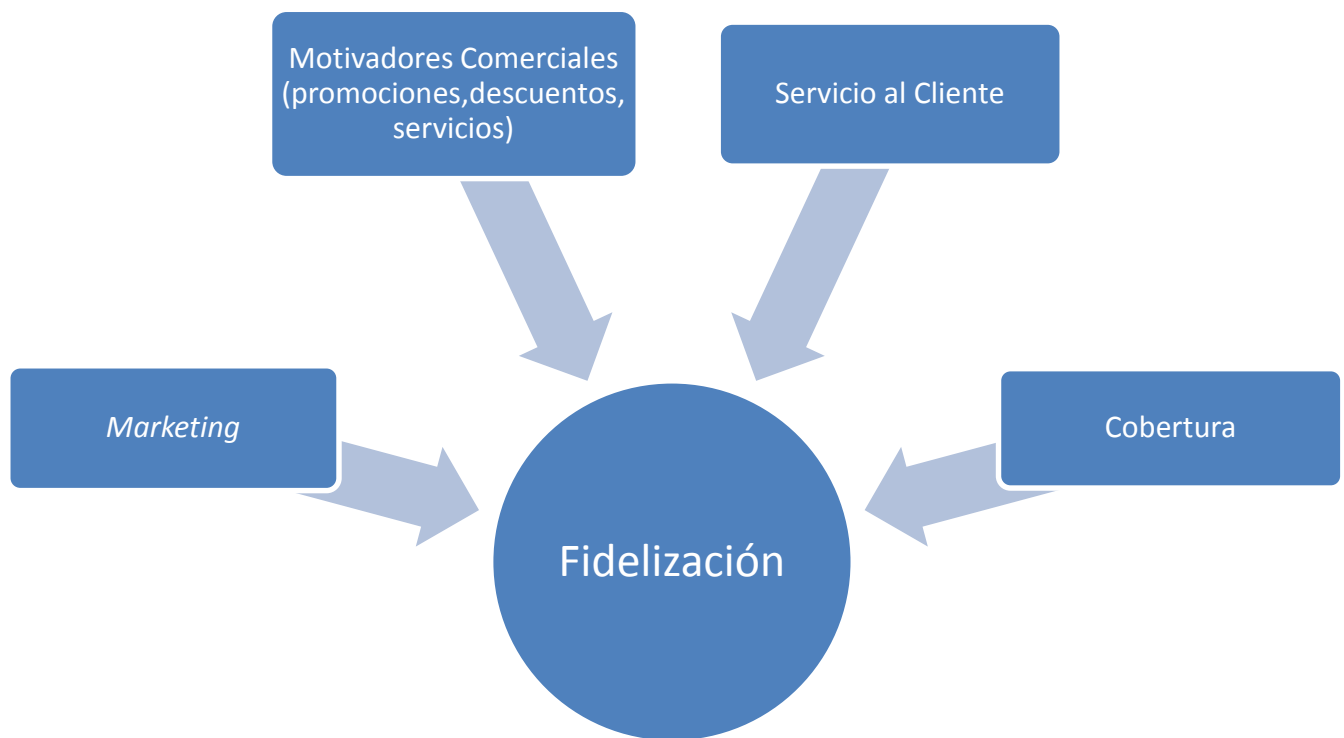 Motivadores Comerciales
(promociones,descuentos,
servicios)
Servicio al Cliente
Marketing
Cobertura
Fidelización